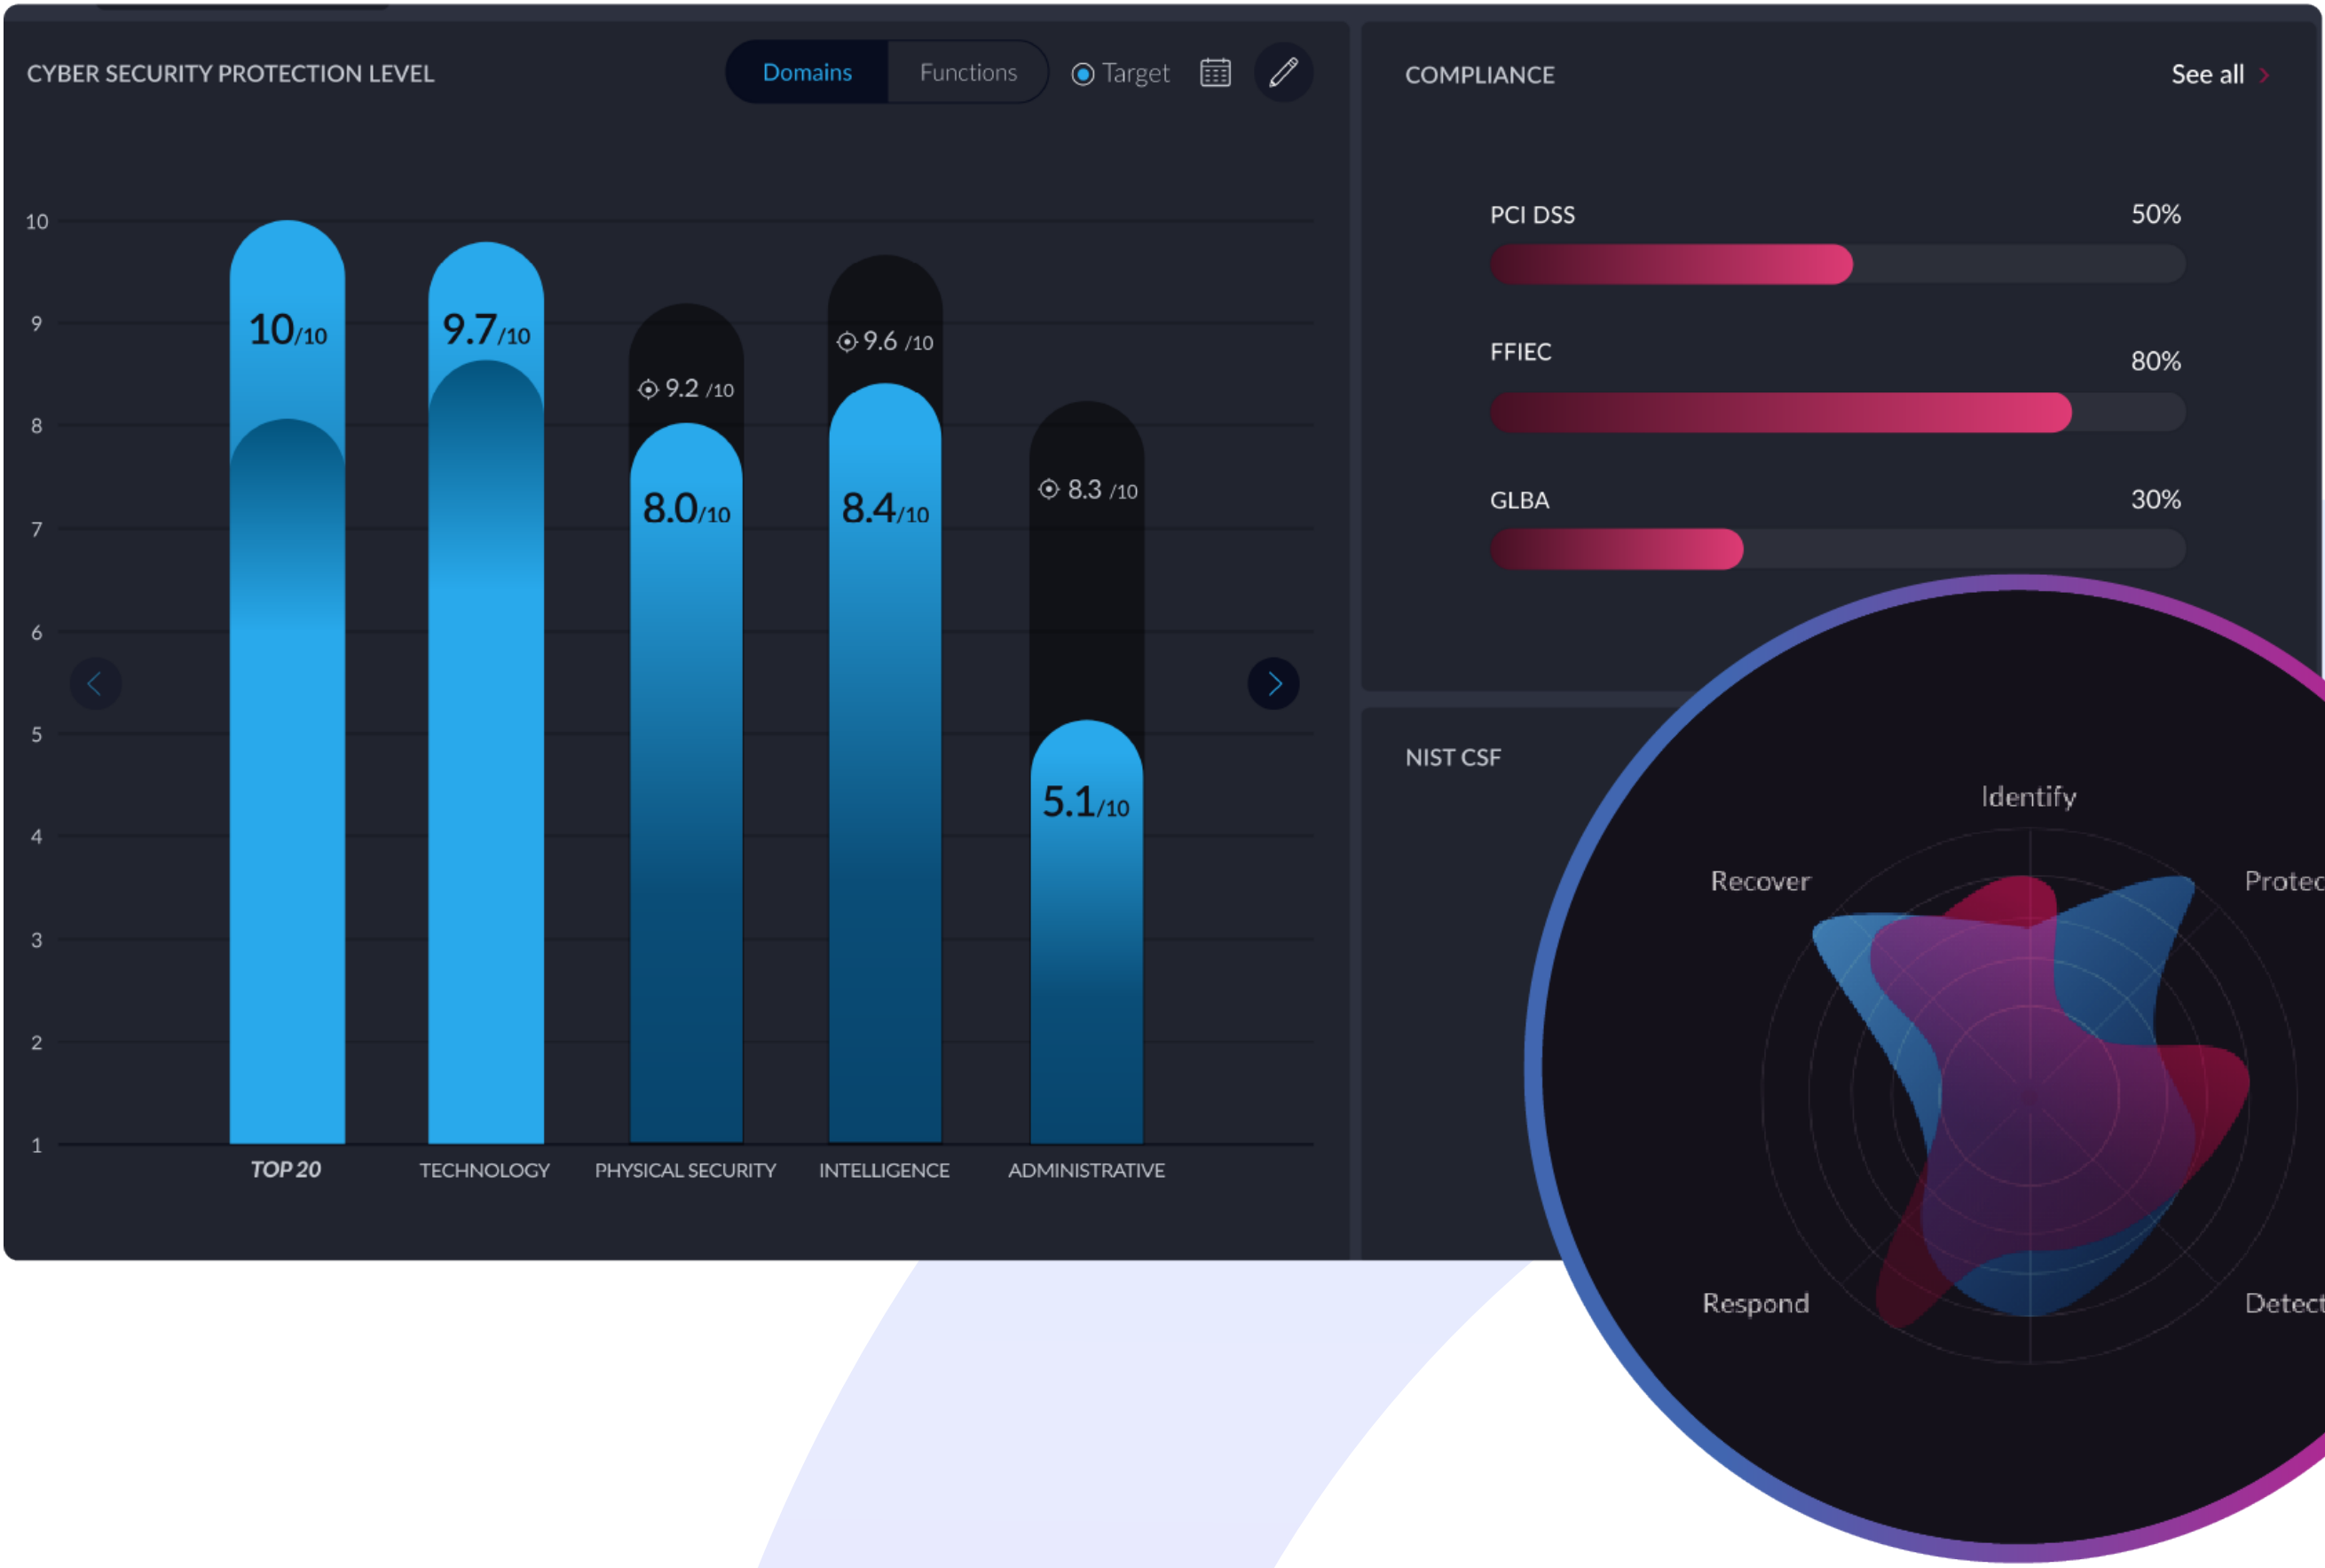 CYBER SECURITY PROTECTION LEVEL
Domains
Functions
Target
10
9
8
7
6
5
4
3
2
1
10/10
9.7/10
9.2 /10
8.0/10
9.6 /10
8.4/10
8.3 /10
5.1/10
TOP 20
TECHNOLOGY
PHYSICAL SECURITY
INTELLIGENCE
ADMINISTRATIVE
COMPLIANCE
See all
PCI DSS
50%
FFIEC
80%
GLBA
30%
NIST CSF
Identify
Recover
Protec
Respond
Detect